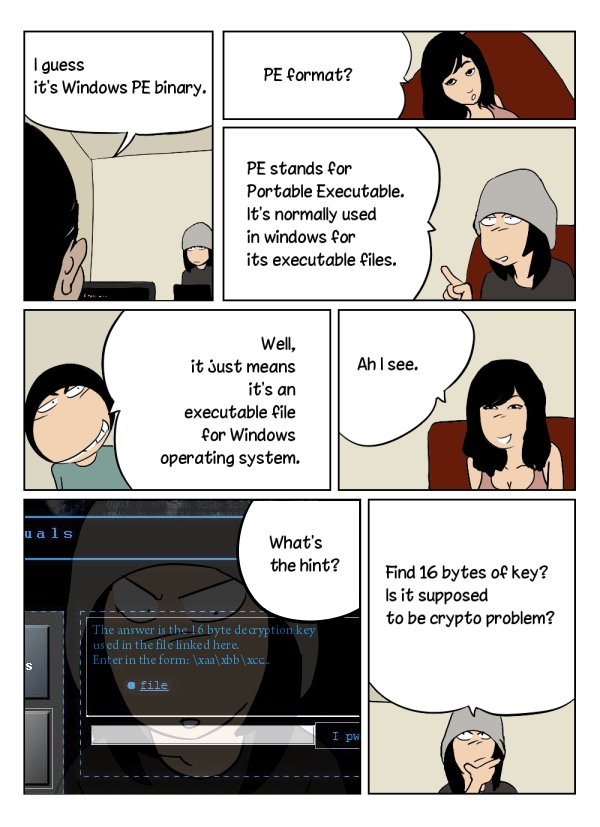 I guess
it's Windows PE binary.
PE format?
PE stands for
Portable Executable.
It's normally used
in windows for
its executable files.
Well,
it just means
it's an
executable file
for Windows
operating system.
Ah I see.
uals
What's
the hint?
The answer is the 16 byte decryption key
used in the file linked here.
Enter in the form: \xaa\xbb\xcc..
file
s
I pw
Find 16 bytes of key?
Is it supposed
to be crypto problem?